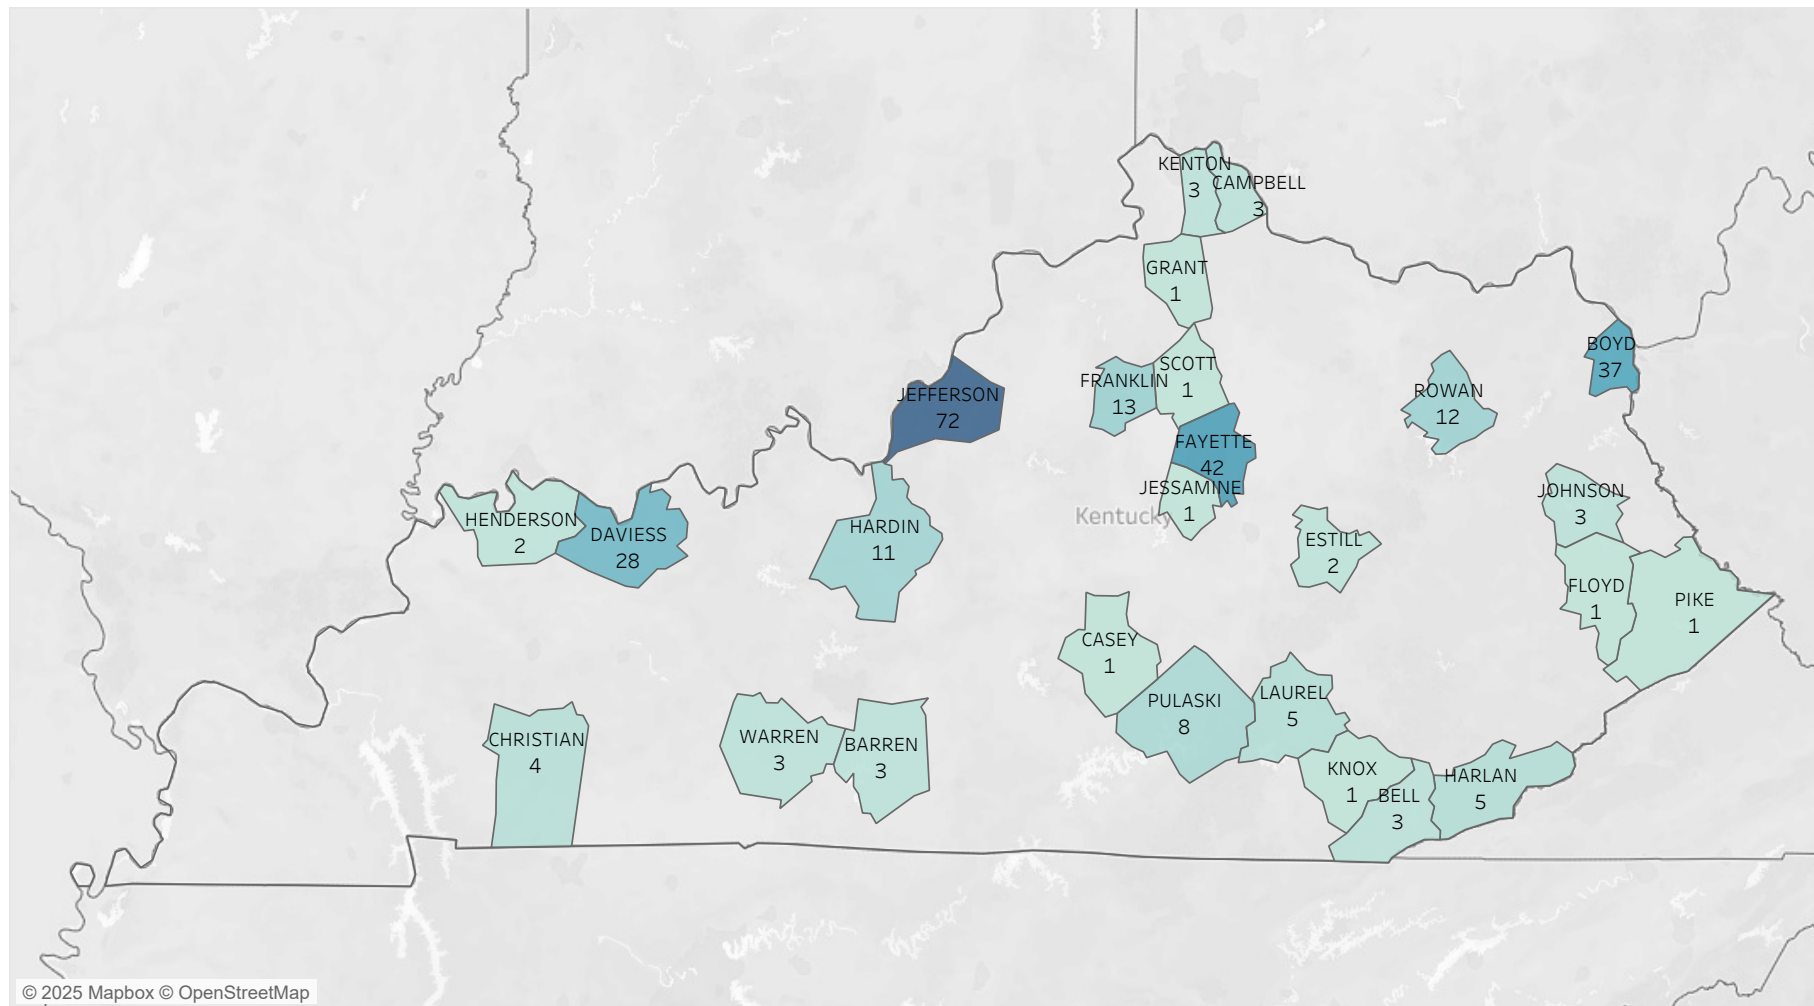 KENTON
3
CAMPBELL
3
GRANT
1
BOYD
37
JEFFERSON
72
FRANKLIN
13
SCOTT
1
ROWAN
12
FAYETTE
42
JESSAMINE
1
Kentucky
JOHNSON
3
HENDERSON
2
DAVIESS
28
HARDIN
11
ESTILL
2
FLOYD
1
PIKE
1
CASEY
1
PULASKI
8
LAUREL
5
CHRISTIAN
4
WARREN
3
BARREN
3
KNOX
1
BELL
3
HARLAN
5
© 2025 Mapbox © OpenStreetMap